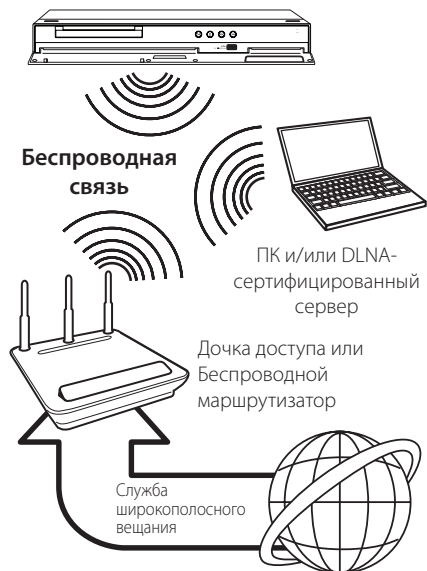 Беспроводная
связь
ПК и/или DLNA-
сертифицированный
сервер
Дочка доступа или
Беспроводной
маршрутизатор
Служба
широкополосного
вещания